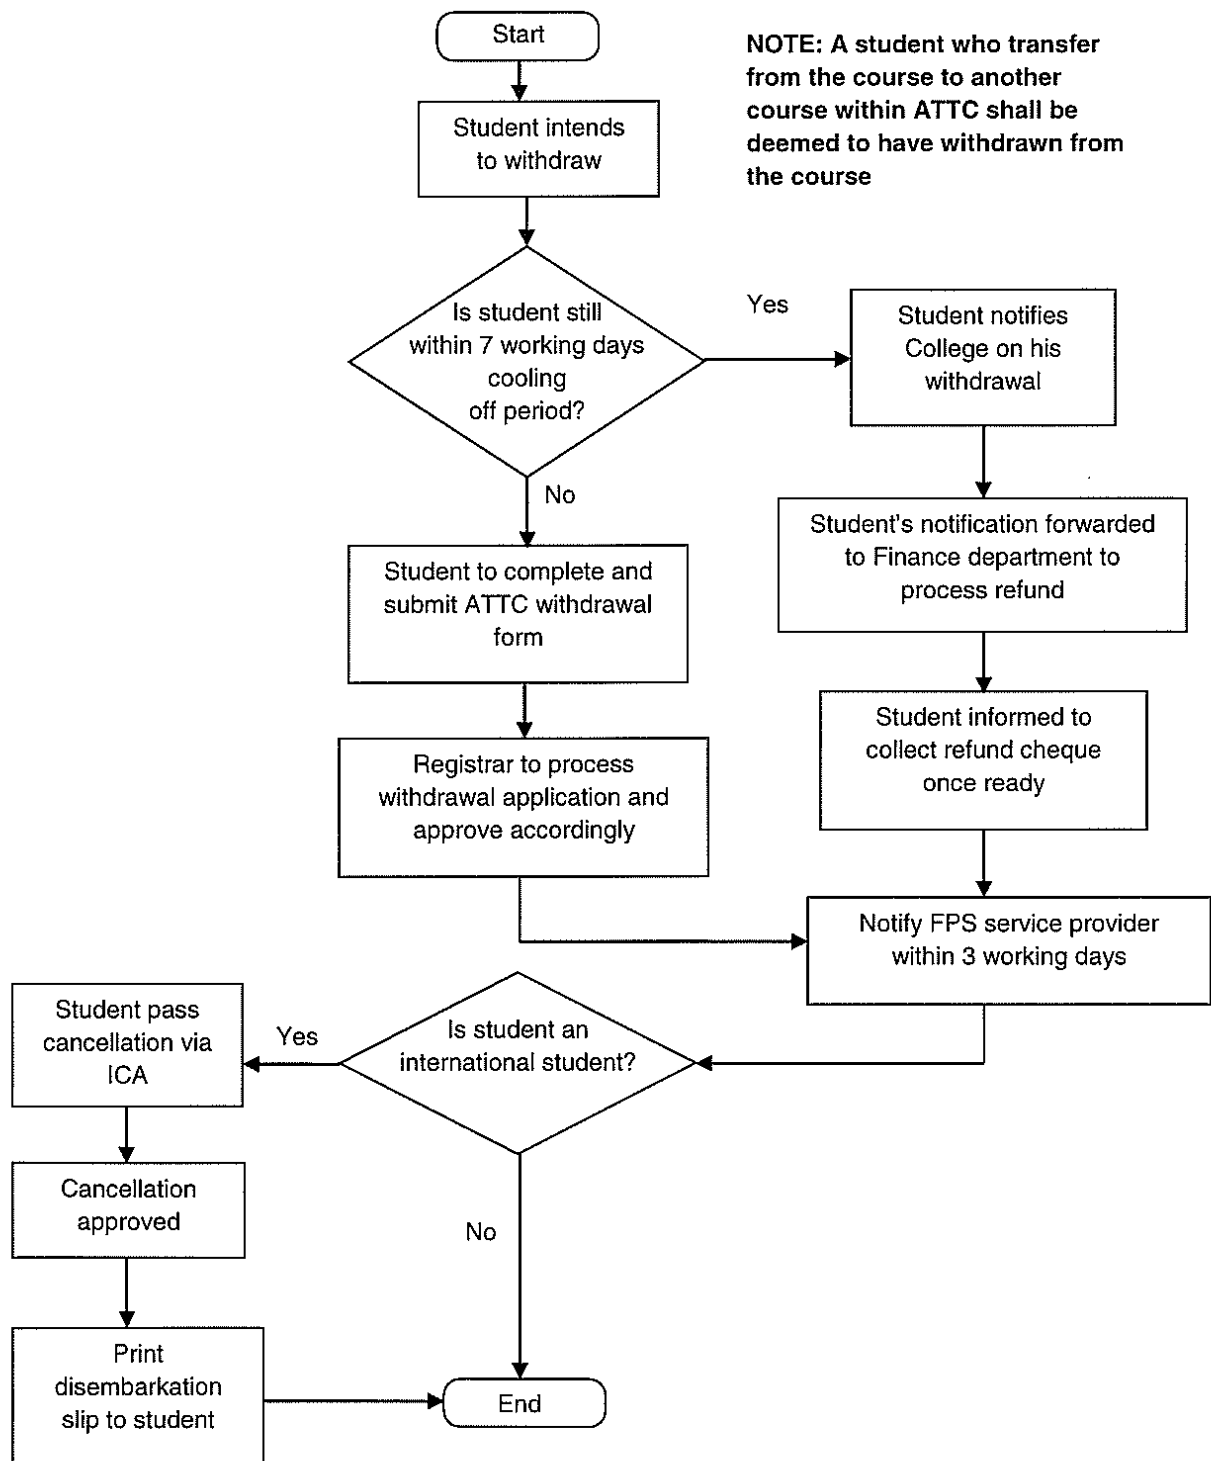 Start
NOTE: A student who transfer
from the course to another
course within ATTC shall be
deemed to have withdrawn from
the course
Student intends
to withdraw
Is student still
within 7 working days
cooling
off period?
Yes
Student notifies
College on his
withdrawal
No
Student's notification forwarded
to Finance department to
process refund
Student to complete and
submit ATTC withdrawal
form
Student informed to
collect refund cheque
once ready
Registrar to process
withdrawal application and
approve accordingly
Notify FPS service provider
within 3 working days
Is student an
international student?
Yes
Student pass
cancellation via
ICA
Cancellation
approved
No
Print
disembarkation
slip to student
End